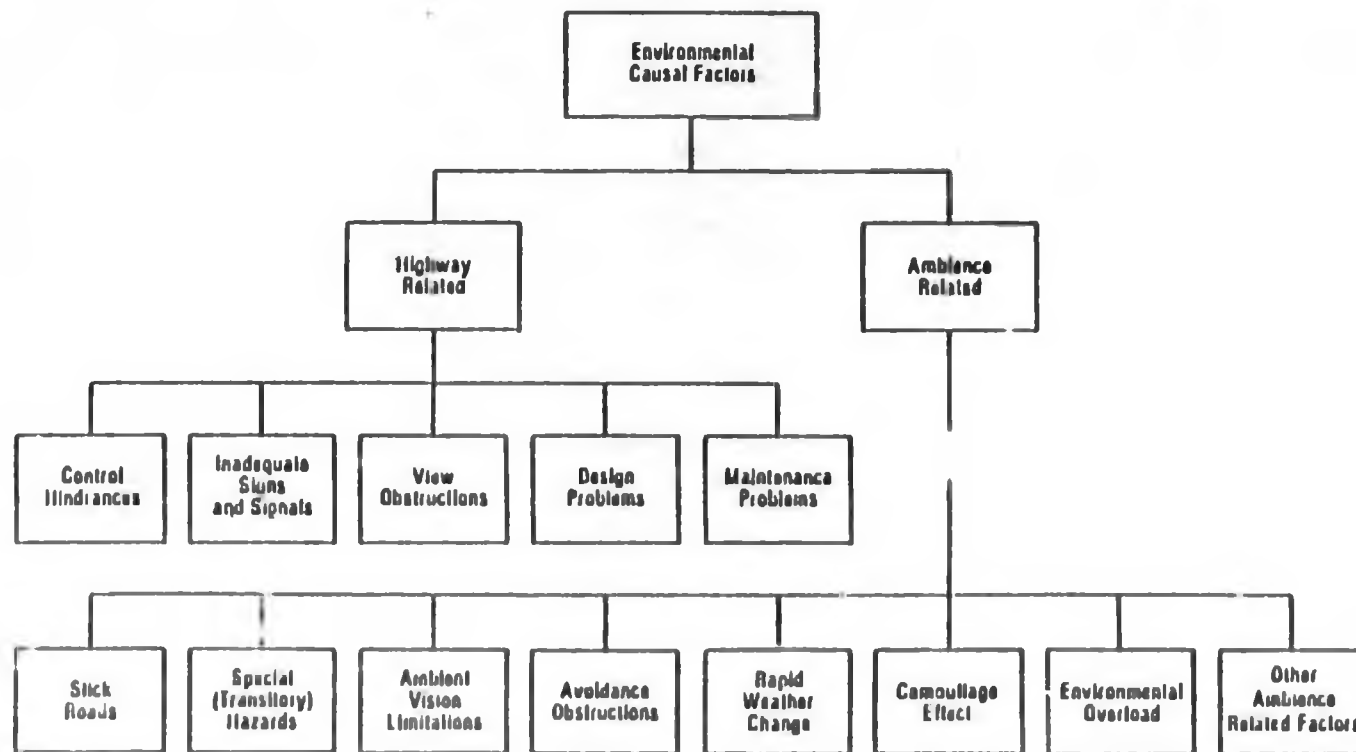 Environmental
Causal Factors
Highway
Related
Ambience
Related
Control
Hindrances
Inadequate
Signs
and Signals
View
Obstructions
Design
Problems
Maintenance
Problems
Slick
Roads
Special
(Transitory)
Hazards
Ambient
Vision
Limitations
Avoidance
Obstructions
Rapid
Weather
Change
Camouflage
Effect
Environmental
Overload
Other
Ambience
Related Factors